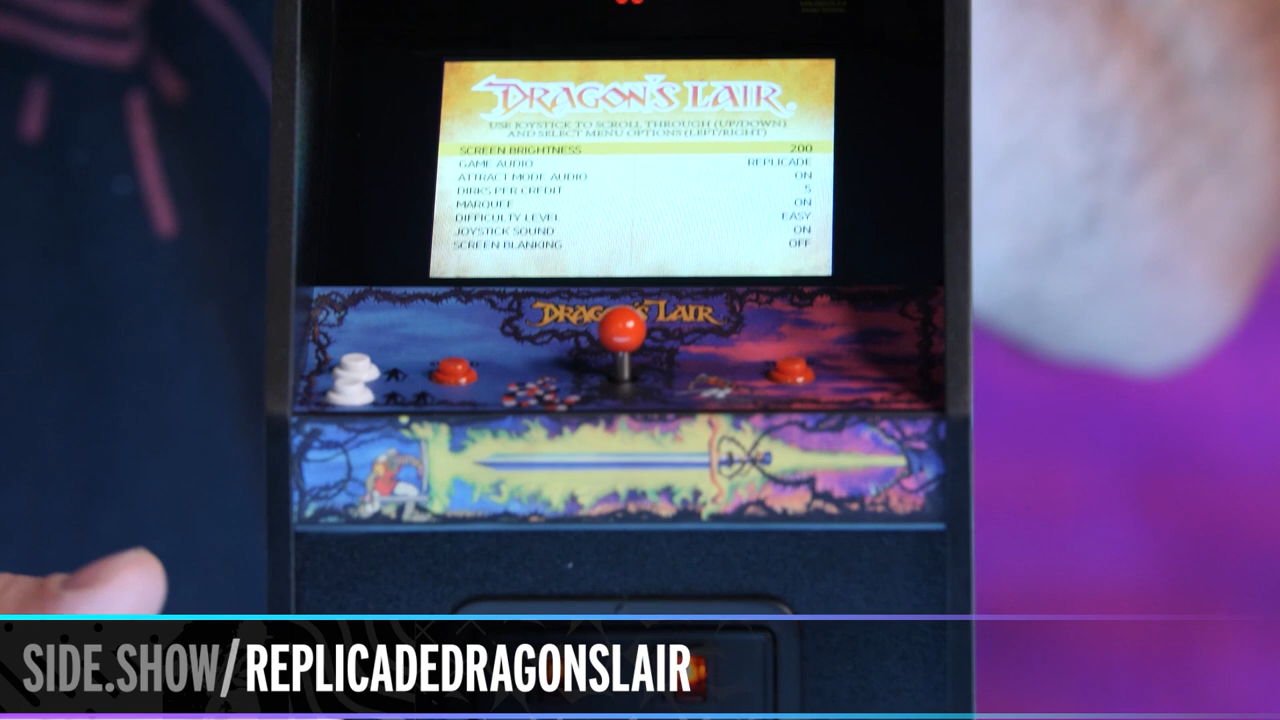 DRAGON'S LAIR.
USE JOYSTICK TO SCROLL THROUGH (UP/DOWN)
AND SELECT MENU OPTIONS (LEFT/RIGHT)
SCREEN BRIGHTNESS 200
GAME AUDIO REPLICADE
ATTRACT MODE AUDIO ON
DIRKS PER CREDIT 5
MARQUEE ON
DIFFICULTY LEVEL EASY
JOYSTICK SOUND ON
SCREEN BLANKING OFF
DRAGON'S LAIR
SIDE.SHOW/REPLICADEDRAGONSLAIR